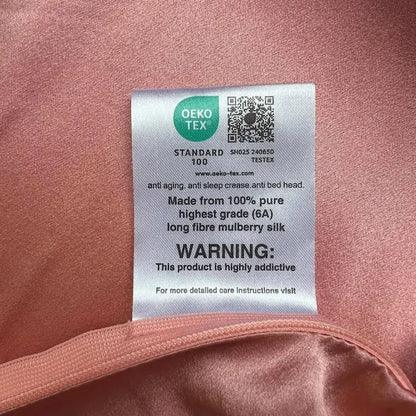 OEKO
TEX®
STANDARD
100
SH025 240650
TESTEX
www.oeko-tex.com
anti aging. anti sleep crease.anti bed head.
Made from 100% pure
highest grade (6A)
long fibre mulberry silk
WARNING:
This product is highly addictive
For more detailed care instructions visit